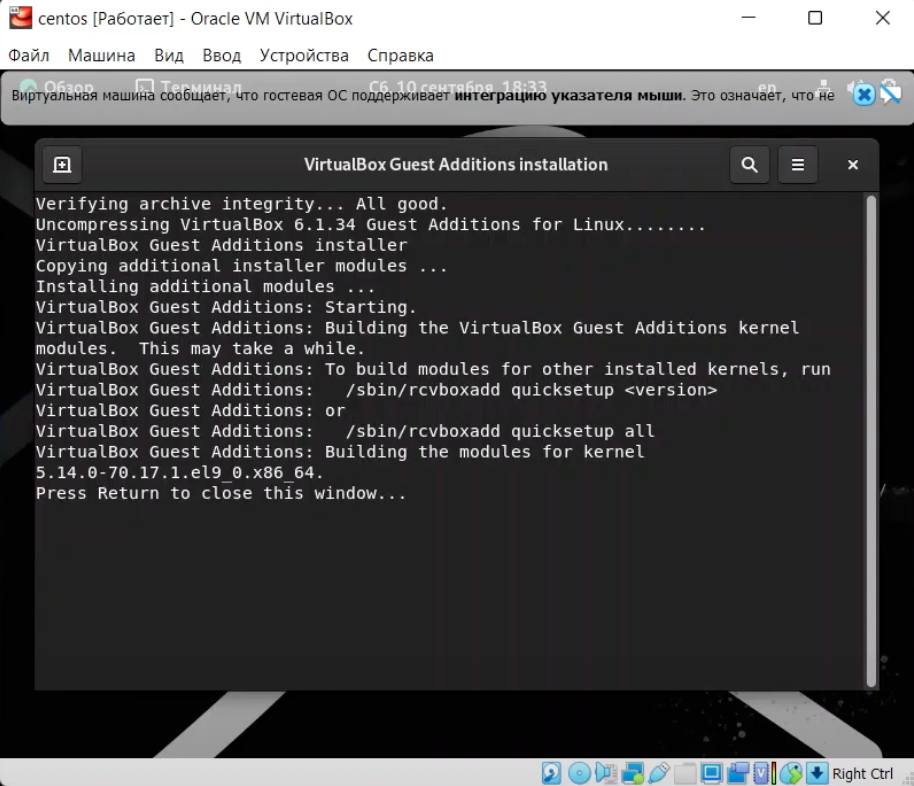 centos [Работает] - Oracle VM VirtualBox
Файл Машина Вид Ввод Устройства Справка
Обзор Терминал Сб, 10 сентября 18:33 en
Виртуальная машина сообщает, что гостевая ОС поддерживает интеграцию указателя мыши. Это означает, что не
VirtualBox Guest Additions installation
Verifying archive integrity... All good.
Uncompressing VirtualBox 6.1.34 Guest Additions for Linux........
VirtualBox Guest Additions installer
Copying additional installer modules ...
Installing additional modules ...
VirtualBox Guest Additions: Starting.
VirtualBox Guest Additions: Building the VirtualBox Guest Additions kernel
modules.  This may take a while.
VirtualBox Guest Additions: To build modules for other installed kernels, run
VirtualBox Guest Additions:   /sbin/rcvboxadd quicksetup <version>
VirtualBox Guest Additions: or
VirtualBox Guest Additions:   /sbin/rcvboxadd quicksetup all
VirtualBox Guest Additions: Building the modules for kernel
5.14.0-70.17.1.el9_0.x86_64.
Press Return to close this window...
Right Ctrl